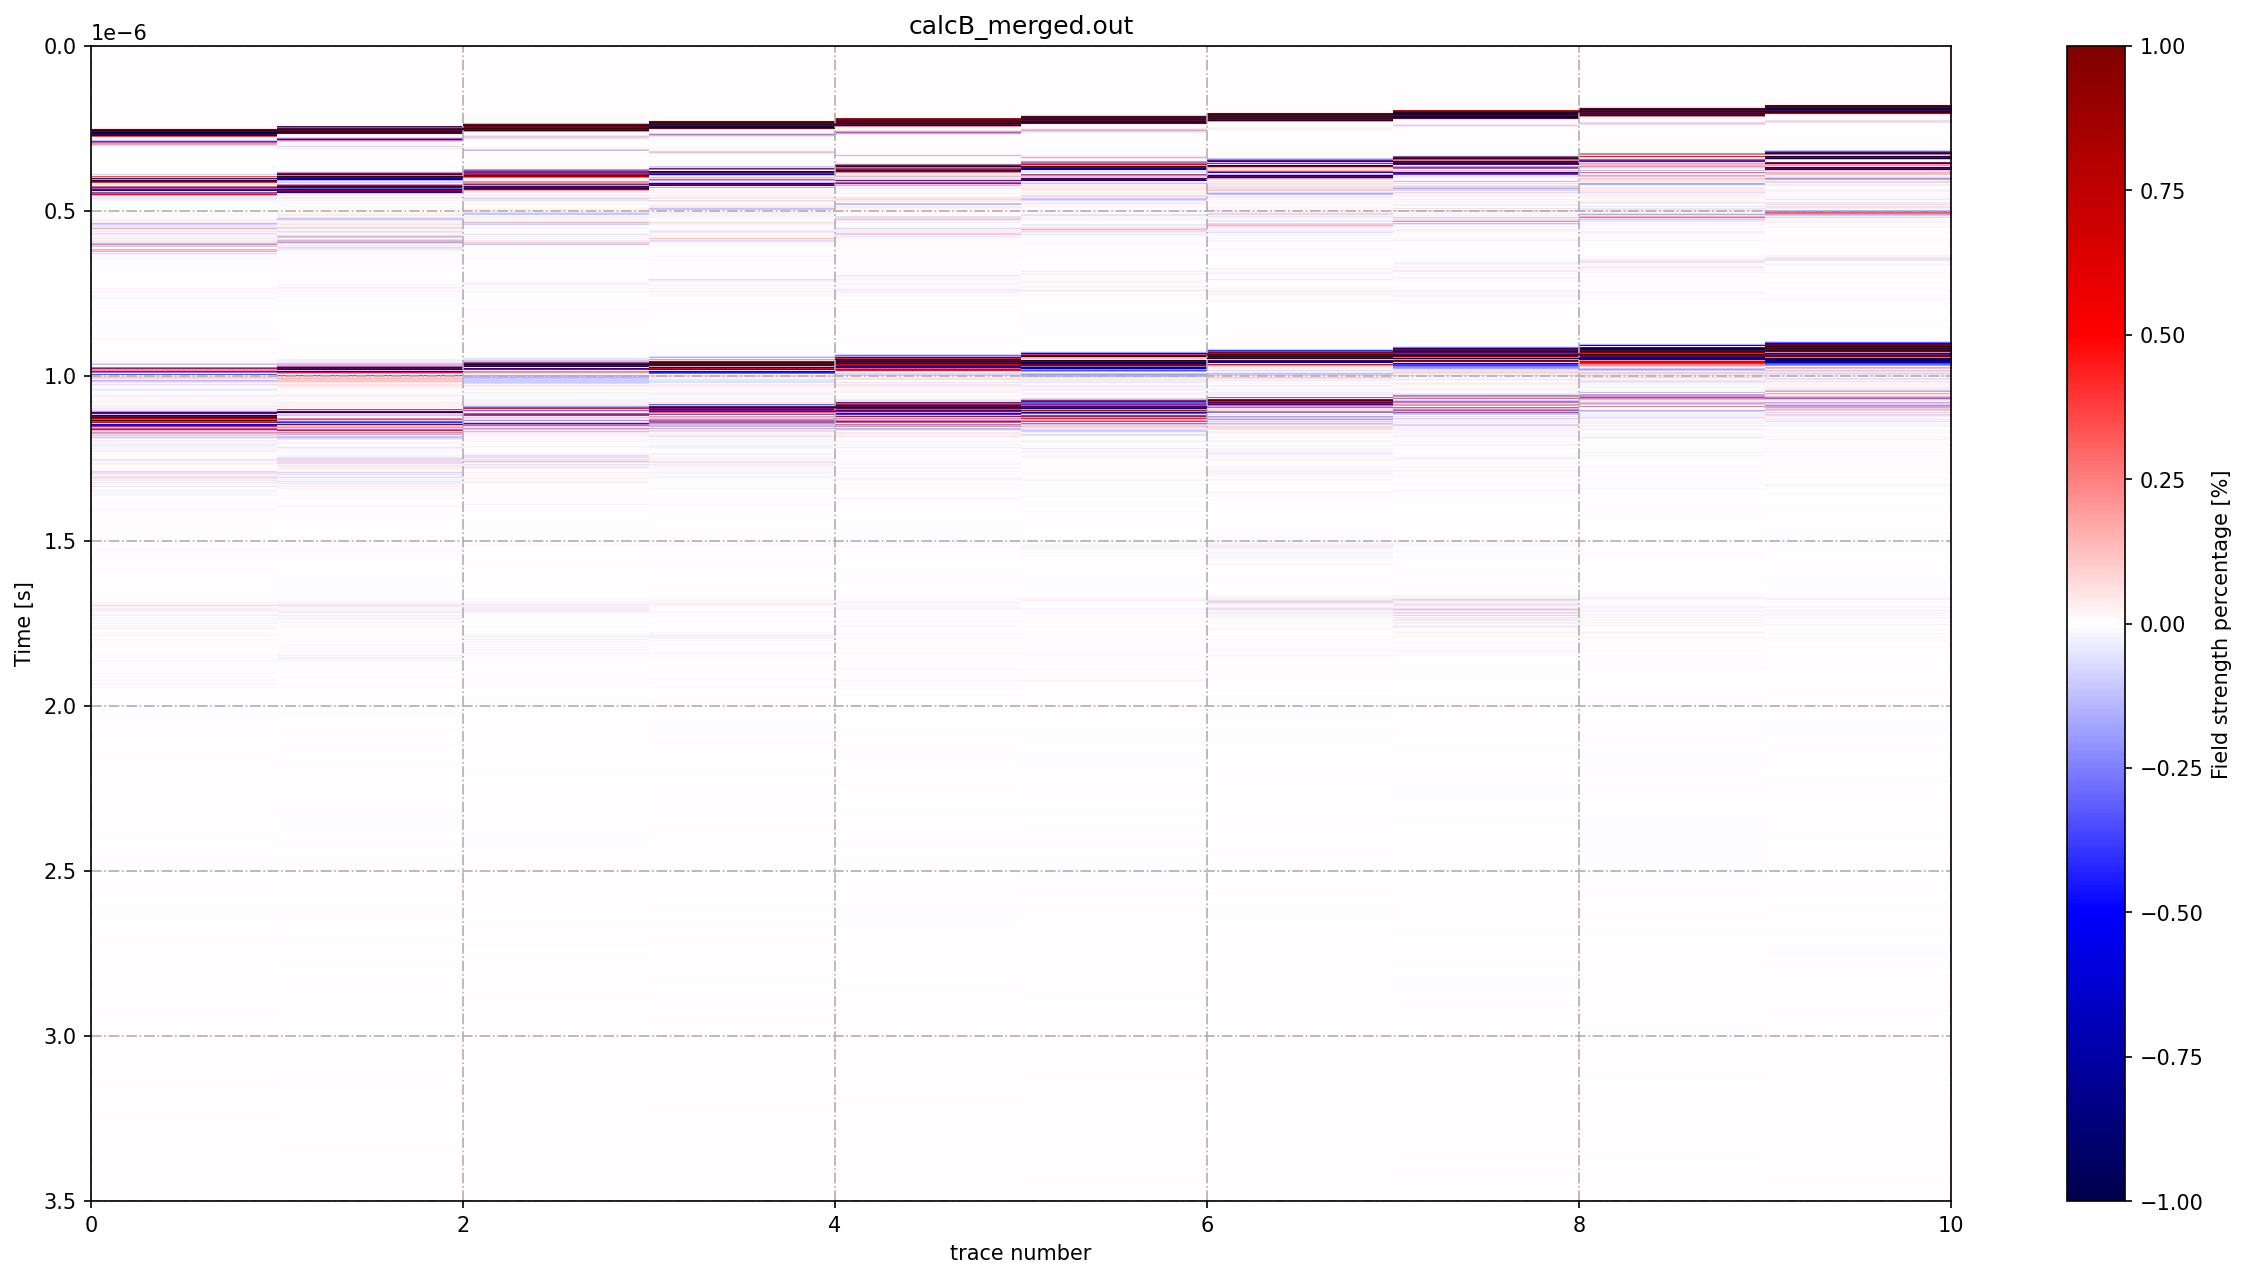 calcB_merged.out
1e−6
0.0
0.5
1.0
1.5
2.0
2.5
3.0
3.5
Time [s]
0 2 4 6 8 10
trace number
1.00
0.75
0.50
0.25
0.00
−0.25
−0.50
−0.75
−1.00
Field strength percentage [%]